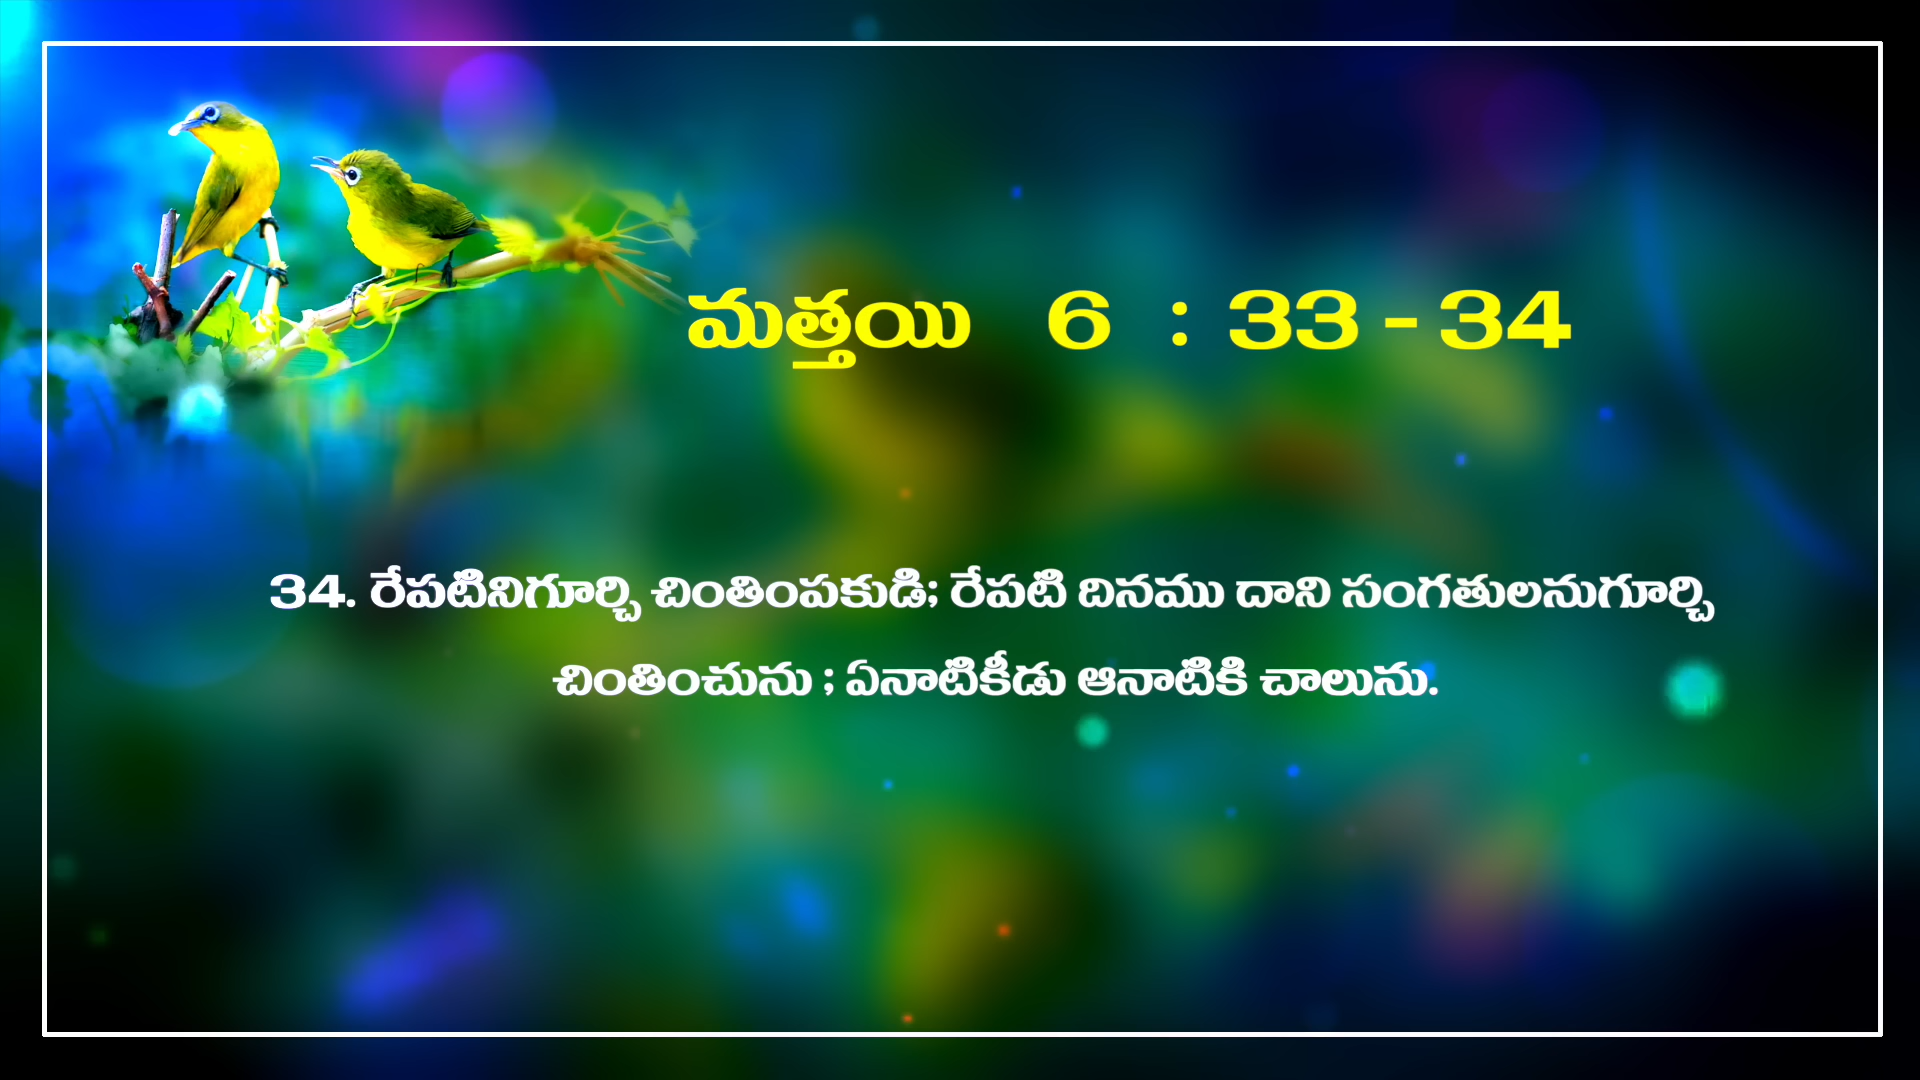 మత్తయి 6 : 33 - 34
34. రేపటినిగూర్చి చింతింపకుడి; రేపటి దినము దాని సంగతులనుగూర్చి
చింతించును ; ఏనాటికీడు ఆనాటికి చాలును.